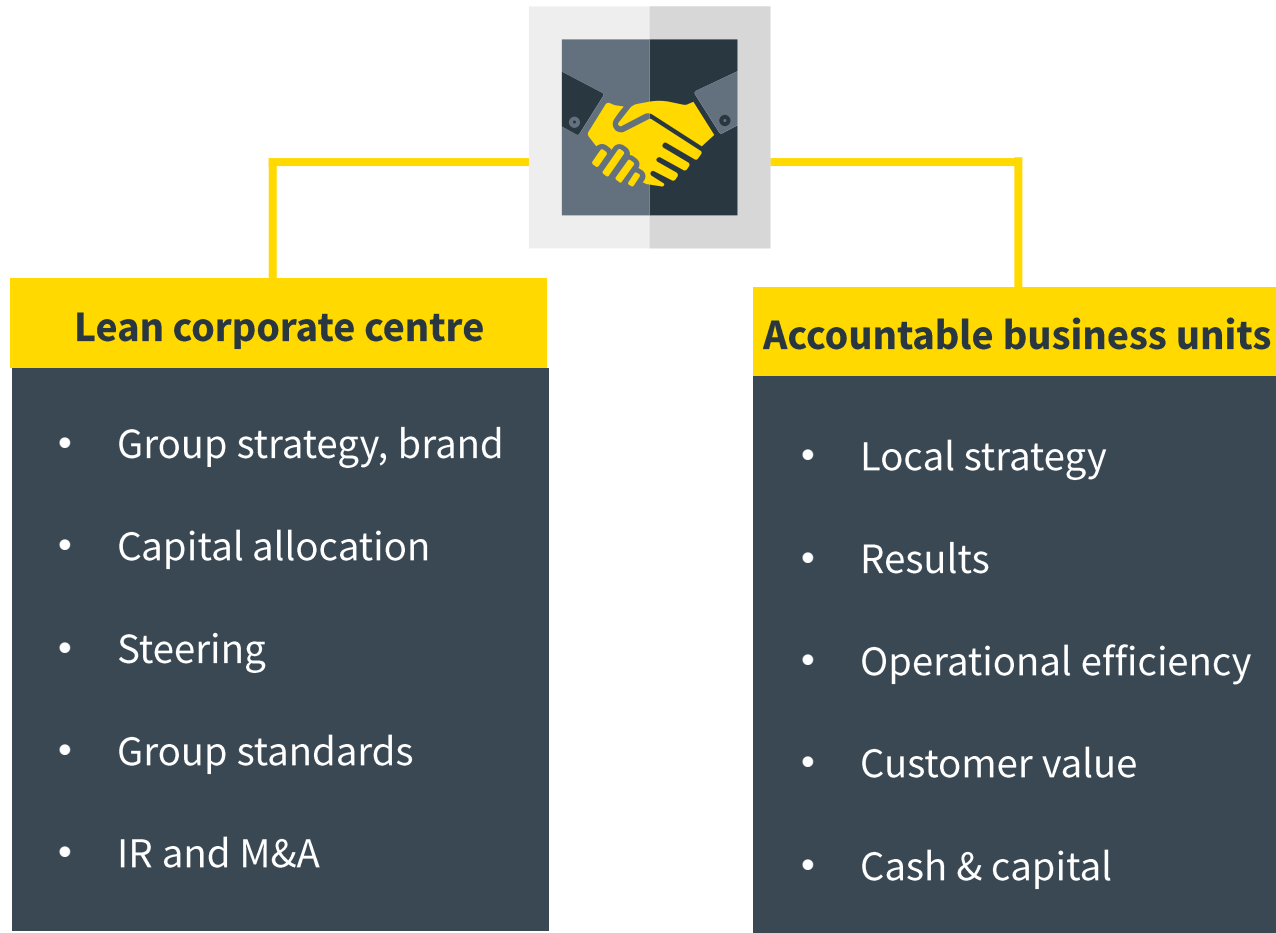 Lean corporate centre
• Group strategy, brand
• Capital allocation
• Steering
• Group standards
• IR and M&A
Accountable business units
• Local strategy
• Results
• Operational efficiency
• Customer value
• Cash & capital